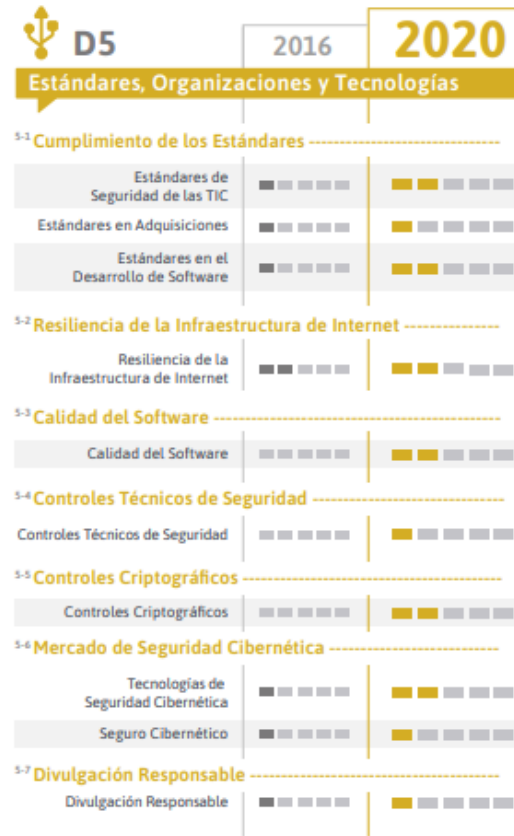 D5
2016
2020
Estándares, Organizaciones y Tecnologías
5-1 Cumplimiento de los Estándares
Estándares de
Seguridad de las TIC
Estándares en Adquisiciones
Estándares en el
Desarrollo de Software
5-2 Resiliencia de la Infraestructura de Internet
Resiliencia de la
Infraestructura de Internet
5-3 Calidad del Software
Calidad del Software
5-4 Controles Técnicos de Seguridad
Controles Técnicos de Seguridad
5-5 Controles Criptográficos
Controles Criptográficos
5-6 Mercado de Seguridad Cibernética
Tecnologías de
Seguridad Cibernética
Seguro Cibernético
5-7 Divulgación Responsable
Divulgación Responsable